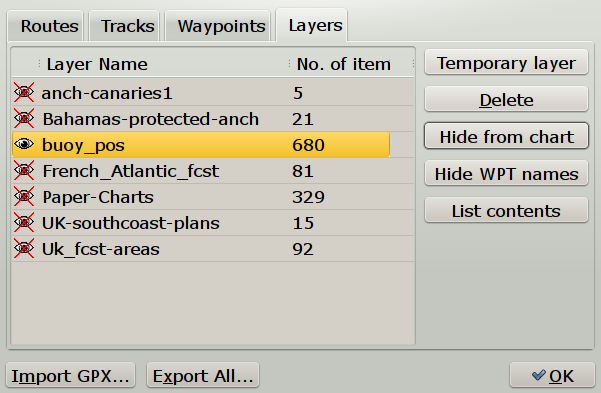 Routes Tracks Waypoints Layers
Layer Name No. of item
Temporary layer
anch-canaries1 5
Delete
Bahamas-protected-anch 21
Hide from chart
buoy_pos 680
French_Atlantic_fcst 81
Hide WPT names
Paper-Charts 329
List contents
UK-southcoast-plans 15
Uk_fcst-areas 92
Import GPX... Export All... OK